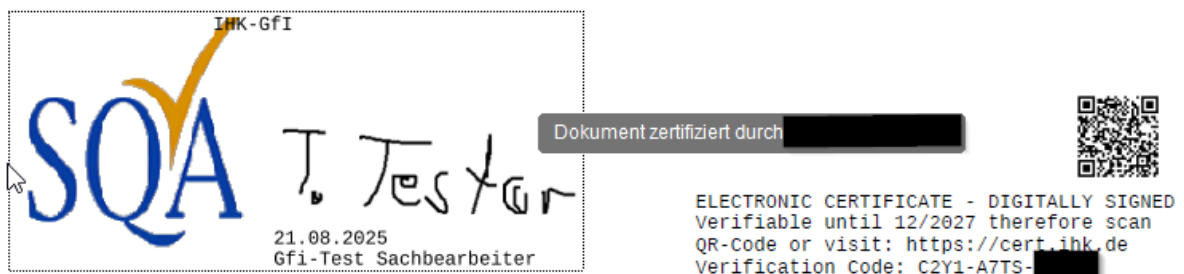 IHK-GfI
SQA
T. Tester
21.08.2025
Gfi-Test Sachbearbeiter
Dokument zertifiziert durch
ELECTRONIC CERTIFICATE - DIGITALLY SIGNED
Verifiable until 12/2027 therefore scan
QR-Code or visit: https://cert.ihk.de
Verification Code: C2Y1-A7TS-